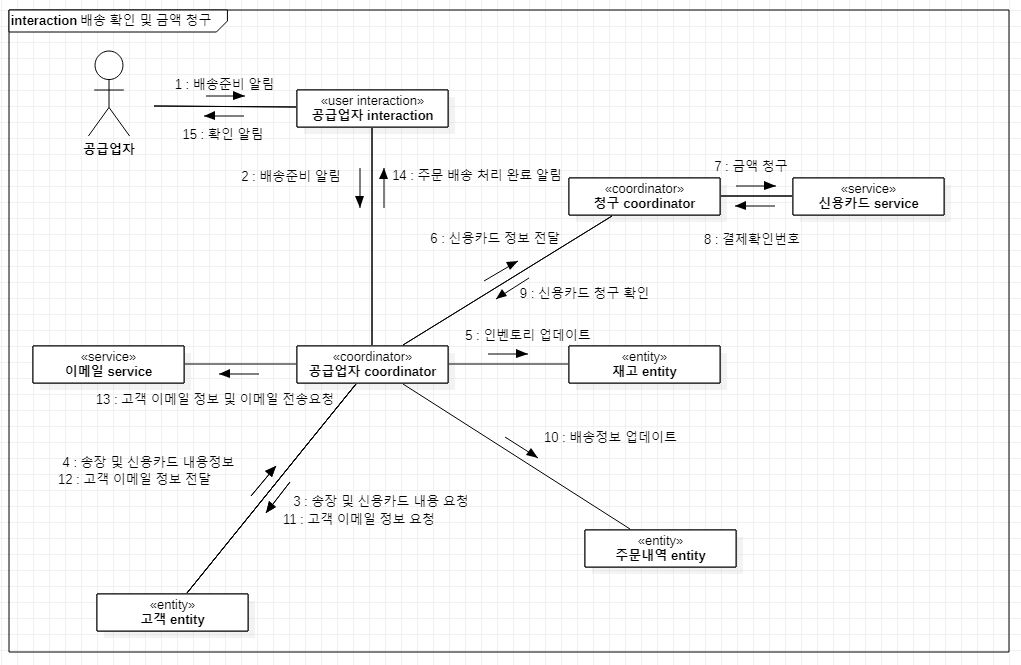 interaction 배송 확인 및 금액 청구
1 : 배송준비 알림
15 : 확인 알림
공급업자
«user interaction»
공급업자 interaction
2 : 배송준비 알림
14 : 주문 배송 처리 완료 알림
7 : 금액 청구
«coordinator»
청구 coordinator
«service»
신용카드 service
8 : 결제확인번호
6 : 신용카드 정보 전달
9 : 신용카드 청구 확인
5 : 인벤토리 업데이트
«service»
이메일 service
«coordinator»
공급업자 coordinator
«entity»
재고 entity
13 : 고객 이메일 정보 및 이메일 전송요청
10 : 배송정보 업데이트
4 : 송장 및 신용카드 내용정보
12 : 고객 이메일 정보 전달
3 : 송장 및 신용카드 내용 요청
11 : 고객 이메일 정보 요청
«entity»
주문내역 entity
«entity»
고객 entity